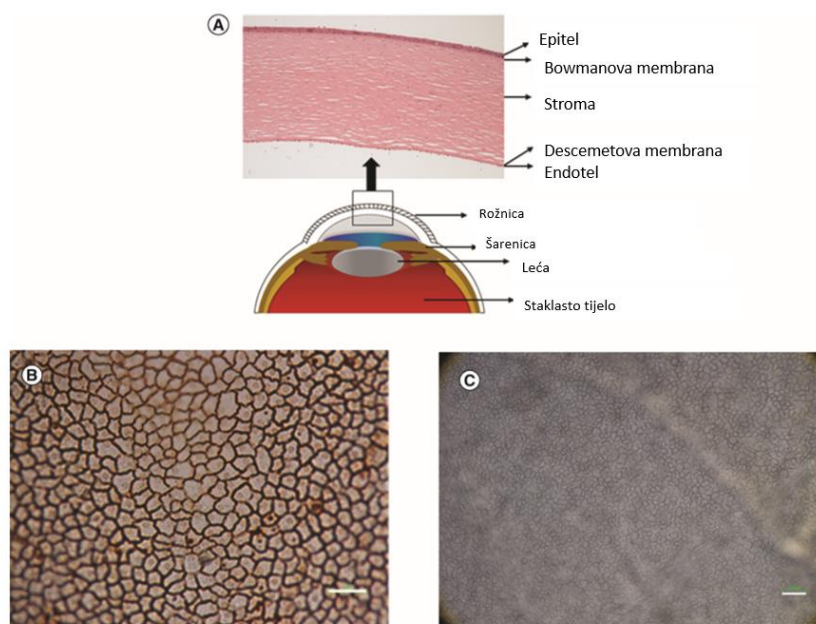 A
Epitel
Bowmanova membrana
Stroma
Descemetova membrana
Endotel
Rožnica
Šarenica
Leća
Staklasto tijelo
B
C